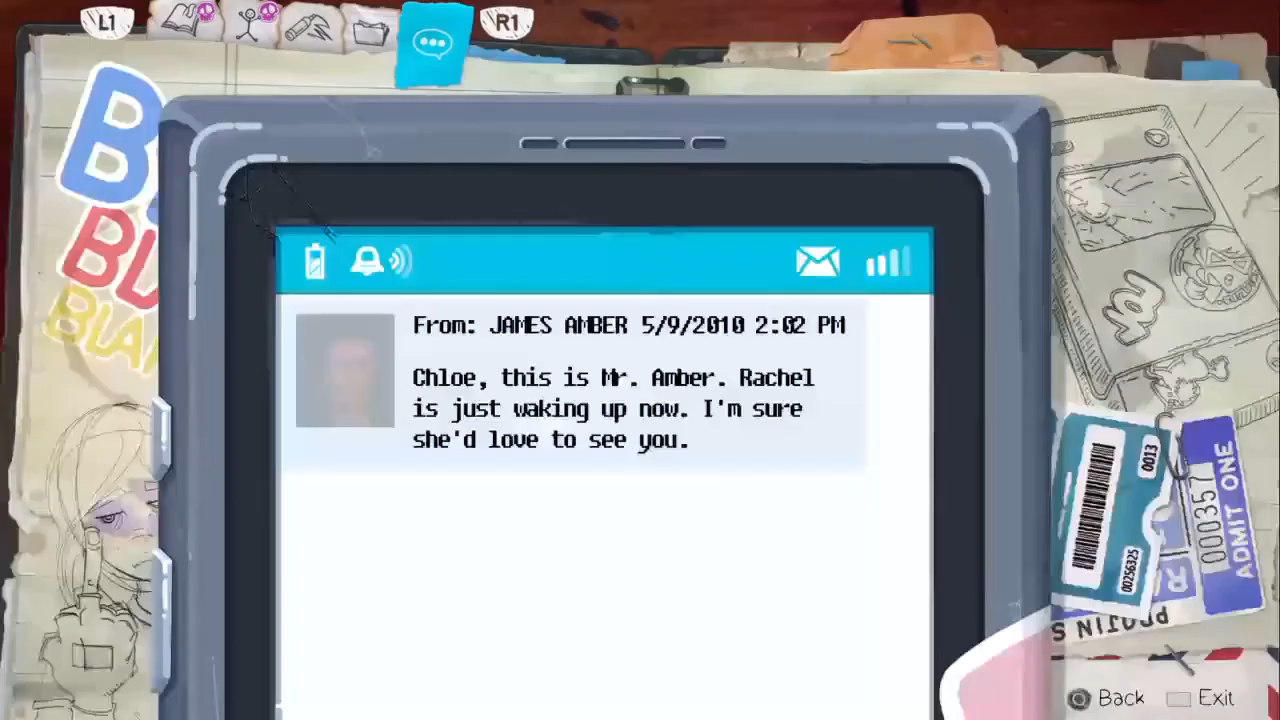 L1
R1
From: JAMES AMBER 5/9/2010 2:02 PM
Chloe, this is Mr. Amber. Rachel
is just waking up now. I'm sure
she'd love to see you.
0013
00256325
000357
ADMIT ONE
Back
Exit